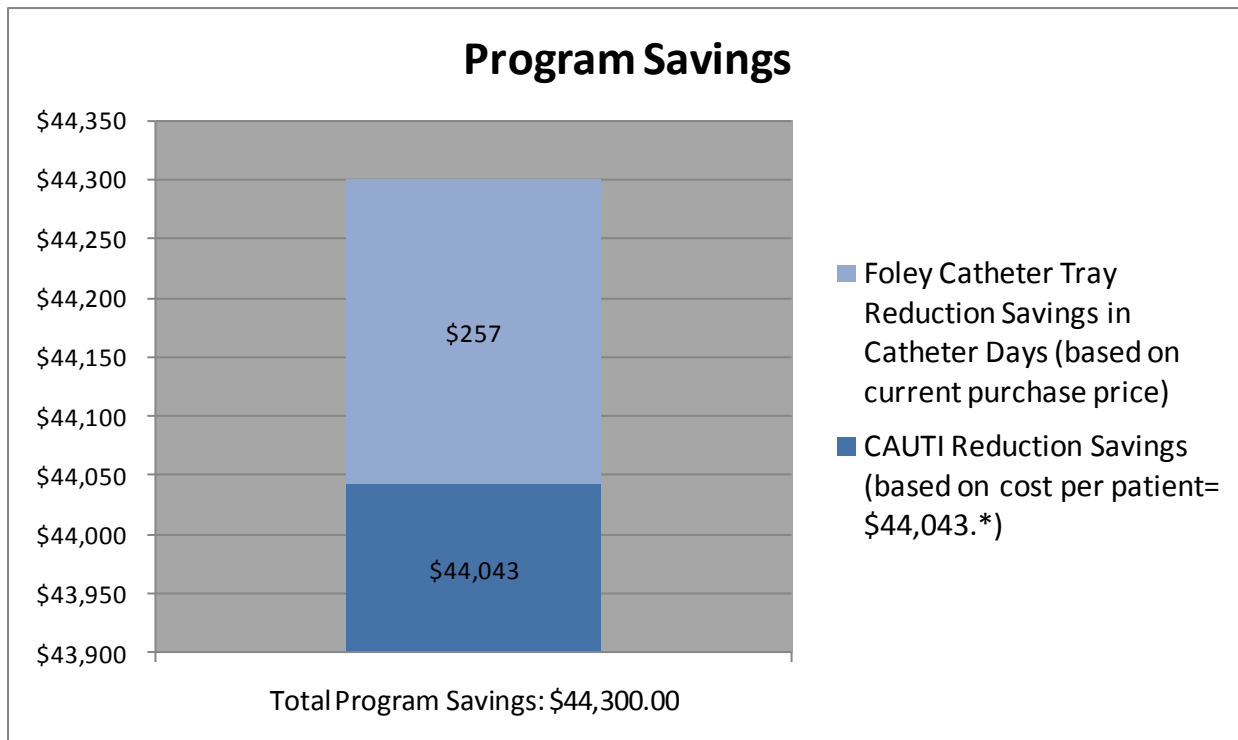 Program Savings
$44,350
$44,300
$44,250
$44,200
$44,150
$44,100
$44,050
$44,000
$43,950
$43,900
$257
$44,043
Total Program Savings: $44,300.00
Foley Catheter Tray
Reduction Savings in
Catheter Days (based on
current purchase price)
CAUTI Reduction Savings
(based on cost per patient=
$44,043.*)